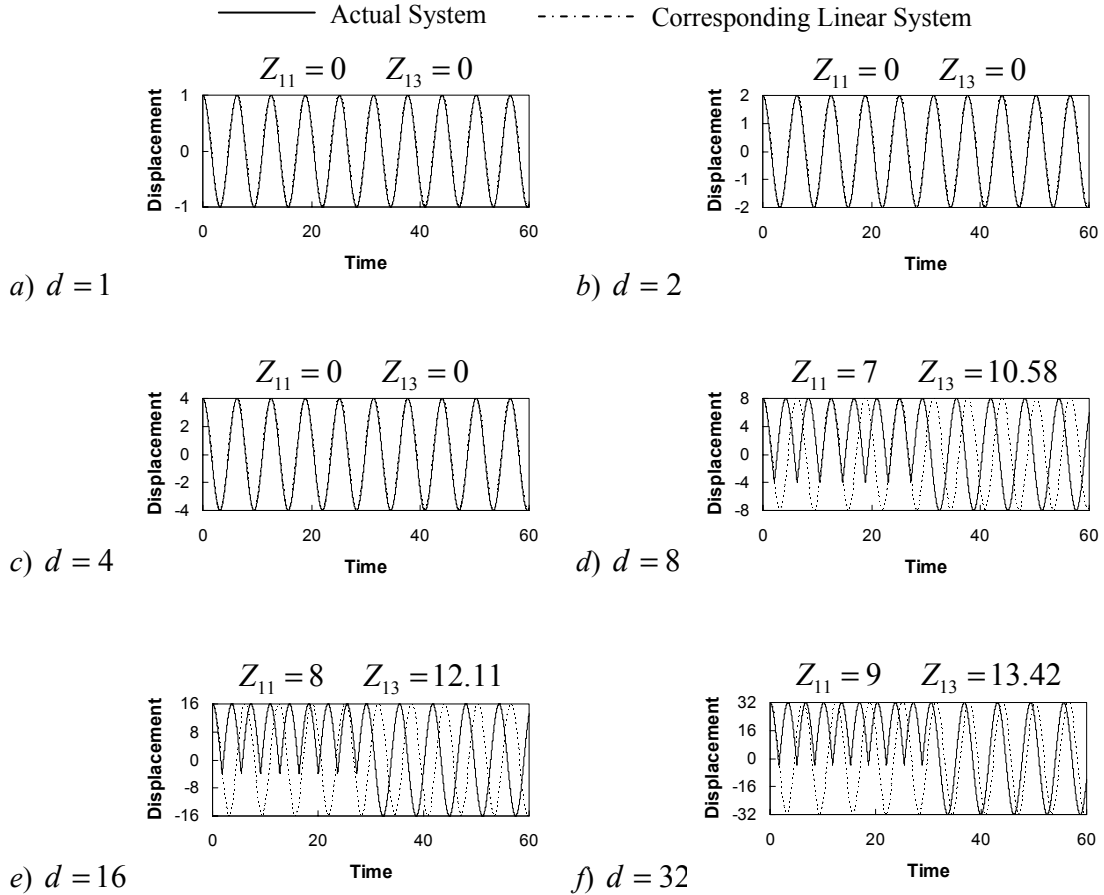 Actual System Corresponding Linear System
Z11 = 0 Z13 = 0
Displacement
1
0
-1
0 20 40 60
Time
a) d = 1
Z11 = 0 Z13 = 0
Displacement
2
1
0
-1
-2
0 20 40 60
Time
b) d = 2
Z11 = 0 Z13 = 0
Displacement
4
2
0
-2
-4
0 20 40 60
Time
c) d = 4
Z11 = 7 Z13 = 10.58
Displacement
8
4
0
-4
-8
0 20 40 60
Time
d) d = 8
Z11 = 8 Z13 = 12.11
Displacement
16
8
0
-8
-16
0 20 40 60
Time
e) d = 16
Z11 = 9 Z13 = 13.42
Displacement
32
16
0
-16
-32
0 20 40 60
Time
f) d = 32